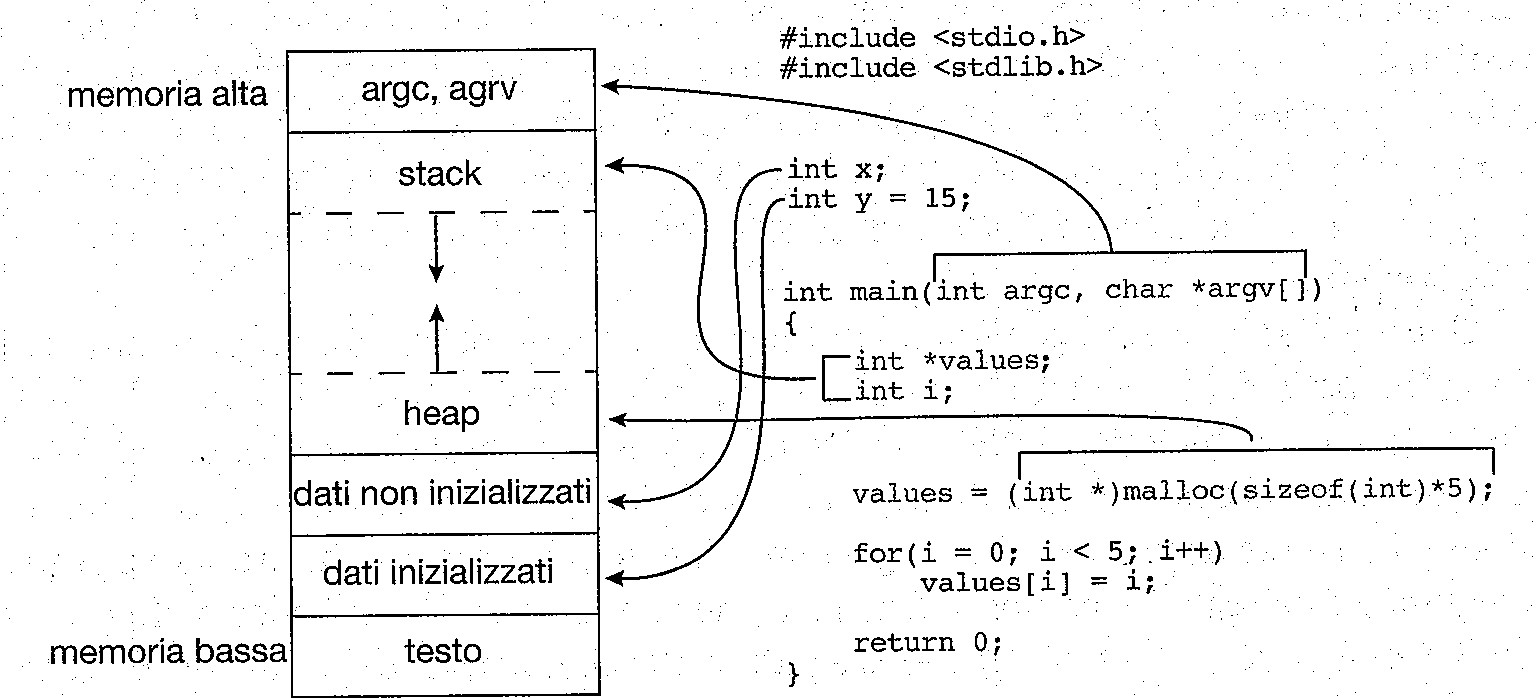 memoria alta
argc, agrv
stack
heap
dati non inizializzati
dati inizializzati
memoria bassa
testo
#include <stdio.h>
#include <stdlib.h>
int x;
int y = 15;
int main(int argc, char *argv[])
{
int *values;
int i;
values = (int *)malloc(sizeof(int)*5);
for(i = 0; i < 5; i++)
values[i] = i;
return 0;
}